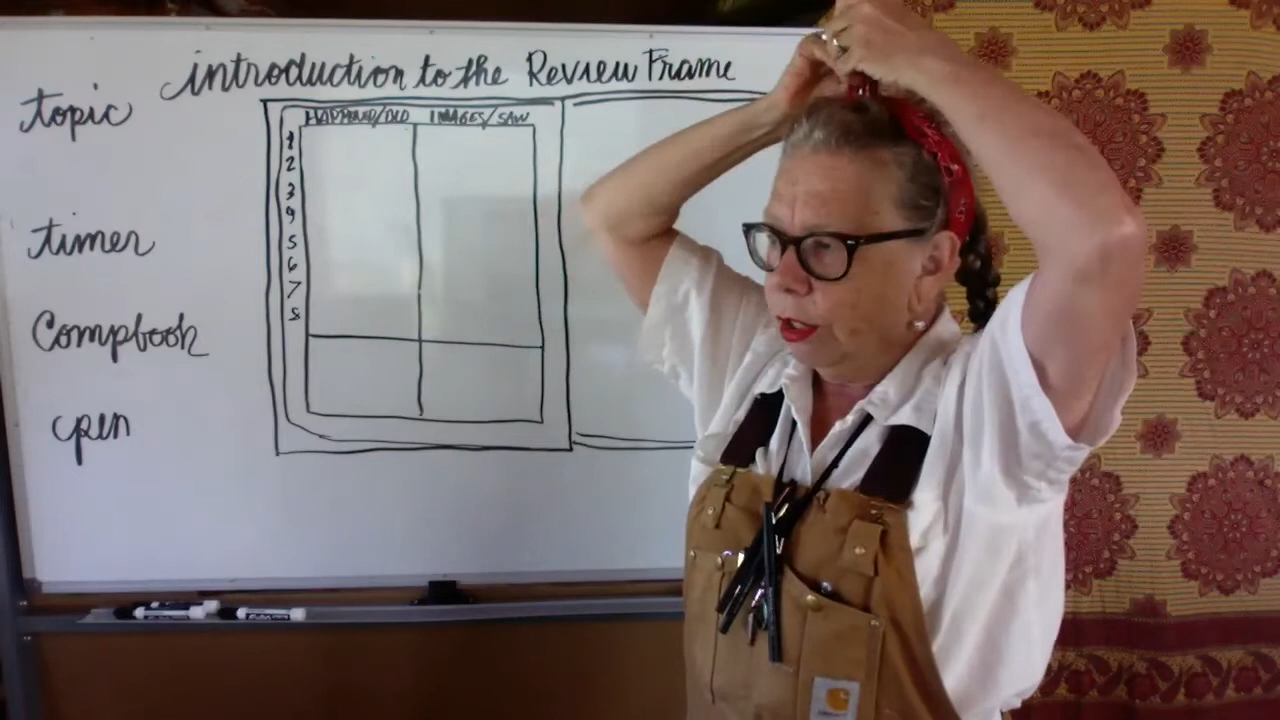 introduction to the Review Frame
topic
HAPPENED/DID IMAGES/SAW
1
2
3
4
5
6
7
8
timer
Compbook
pen